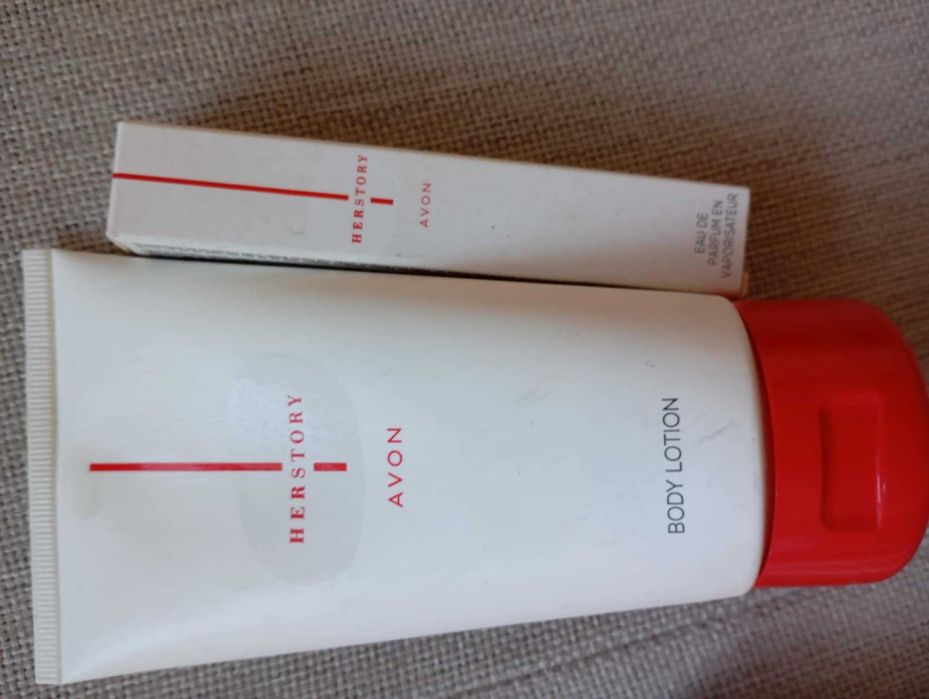 HERSTORY
AVON
EAU DE
PARFUM EN
VAPORISATEUR
HERSTORY
AVON
BODY LOTION